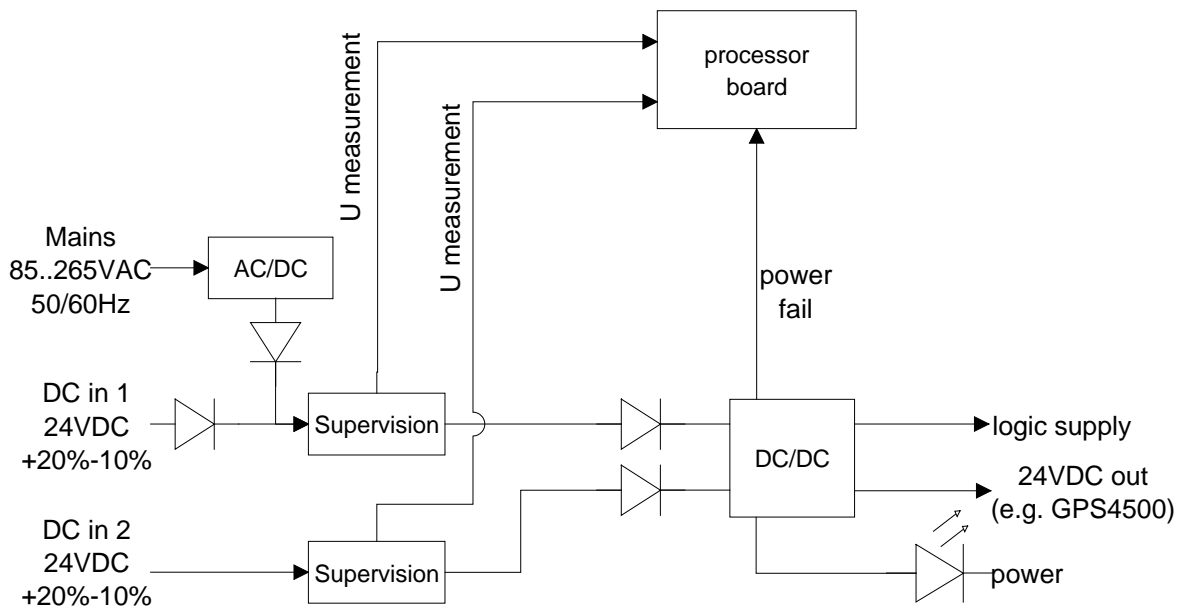 processor
board
U measurement
U measurement
Mains
85..265VAC
50/60Hz
AC/DC
power
fail
DC in 1
24VDC
+20%-10%
Supervision
DC/DC
logic supply
24VDC out
(e.g. GPS4500)
DC in 2
24VDC
+20%-10%
Supervision
power